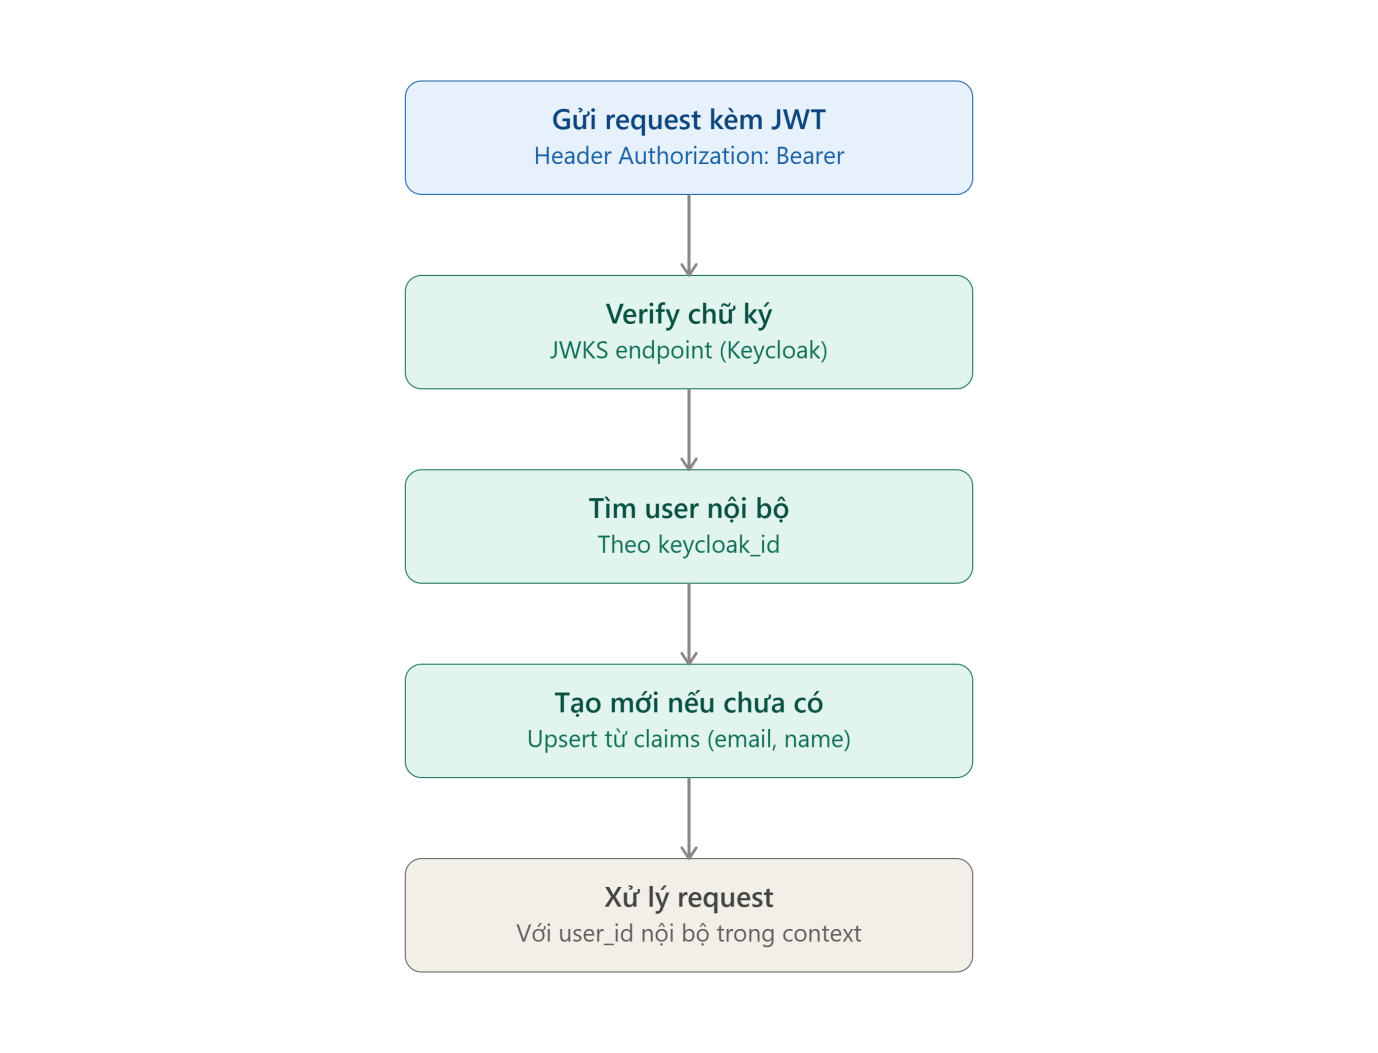 Gửi request kèm JWT
Header Authorization: Bearer
Verify chữ ký
JWKS endpoint (Keycloak)
Tìm user nội bộ
Theo keycloak_id
Tạo mới nếu chưa có
Upsert từ claims (email, name)
Xử lý request
Với user_id nội bộ trong context